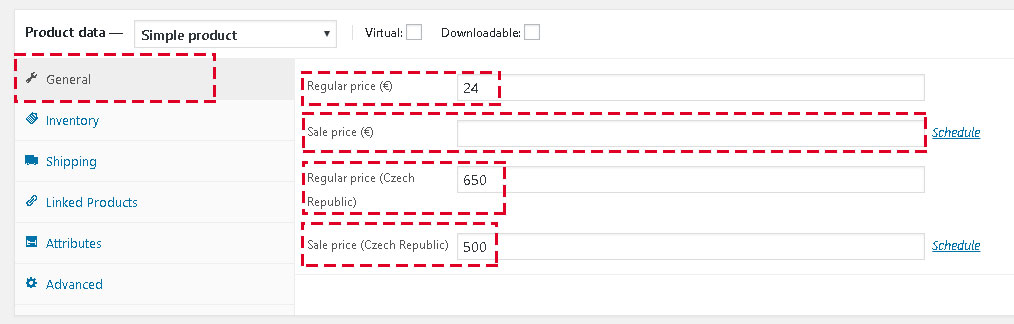 Product data — Simple product Virtual: Downloadable:
General
Inventory
Shipping
Linked Products
Attributes
Advanced
Regular price (€) 24
Sale price (€) Schedule
Regular price (Czech 650
Republic)
Sale price (Czech Republic) 500 Schedule